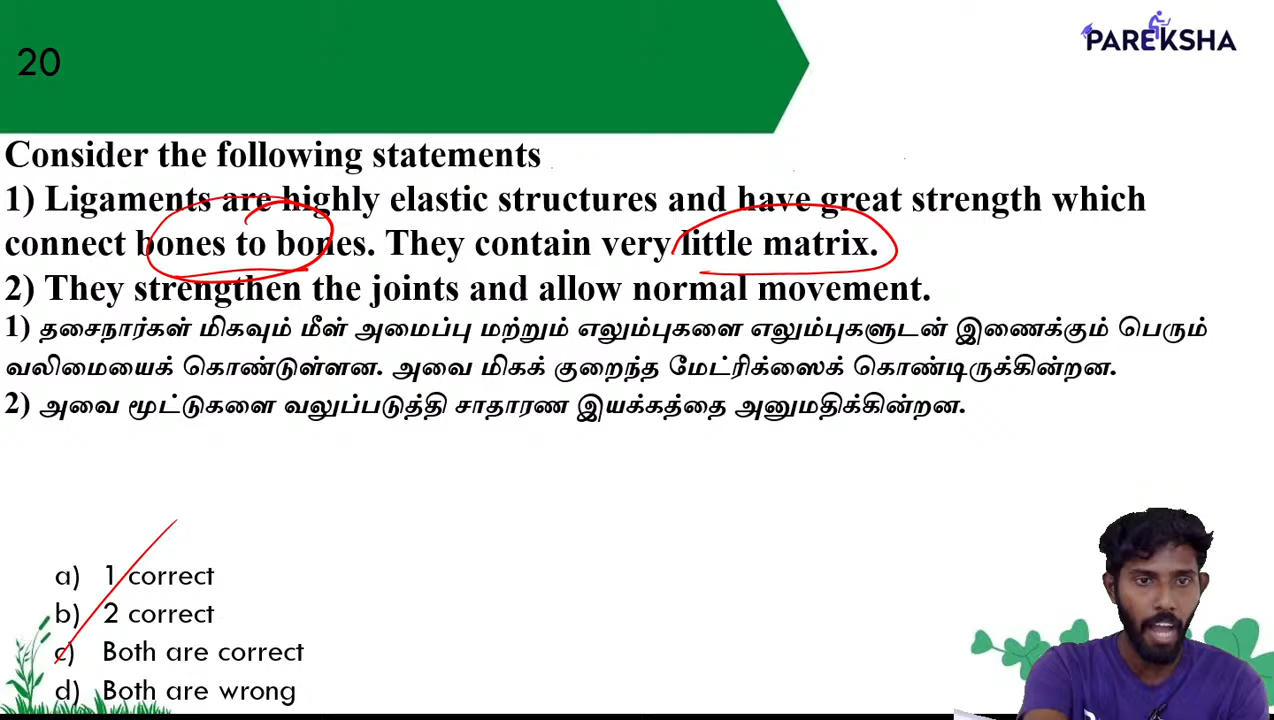 20
PAREKSHA
Consider the following statements
1) Ligaments are highly elastic structures and have great strength which
connect bones to bones. They contain very little matrix.
2) They strengthen the joints and allow normal movement.
1) தசைநார்கள் மிகவும் மீள் அமைப்பு மற்றும் எலும்புகளை எலும்புகளுடன் இணைக்கும் பெரும்
வலிமையைக் கொண்டுள்ளன. அவை மிகக் குறைந்த மேட்ரிக்ஸைக் கொண்டிருக்கின்றன.
2) அவை மூட்டுகளை வலுப்படுத்தி சாதாரண இயக்கத்தை அனுமதிக்கின்றன.
a) 1 correct
b) 2 correct
c) Both are correct
d) Both are wrong